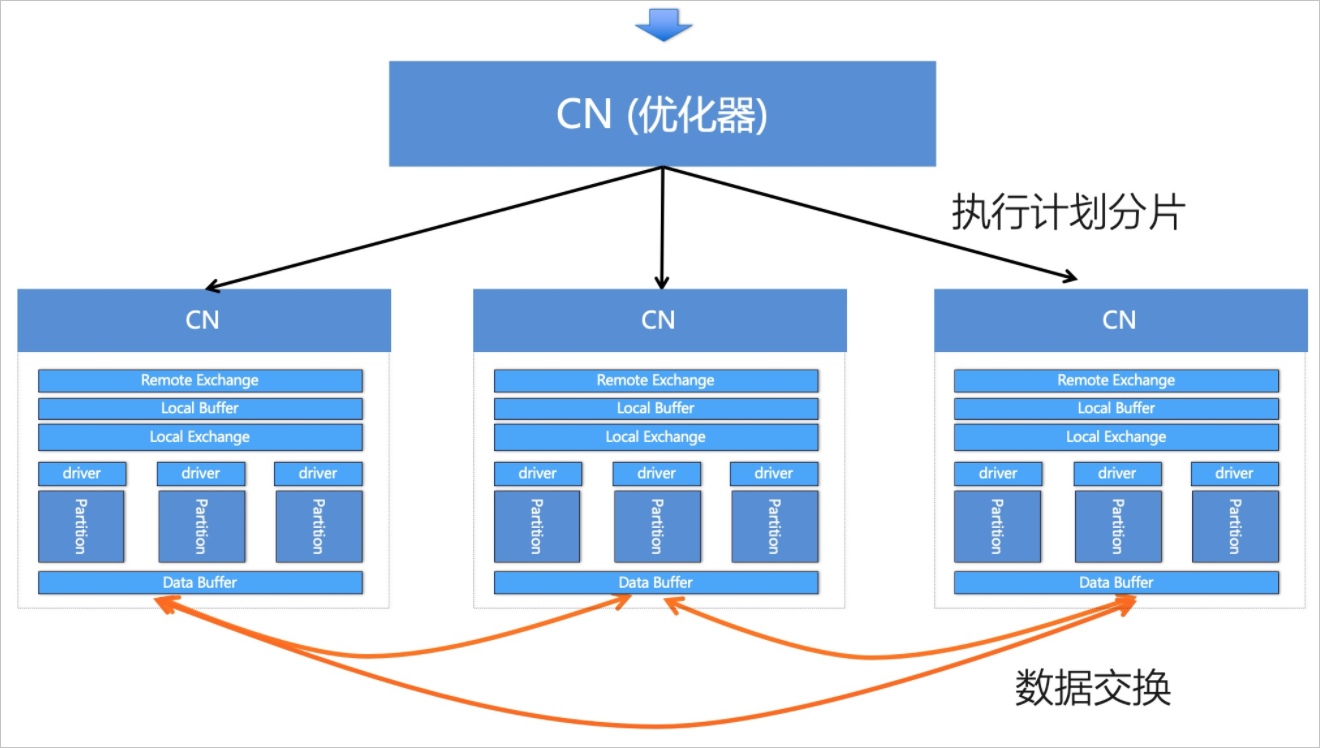 CN (优化器)
执行计划分片
CN
Remote Exchange
Local Buffer
Local Exchange
driver driver driver
Partition Partition Partition
Data Buffer
CN
Remote Exchange
Local Buffer
Local Exchange
driver driver driver
Partition Partition Partition
Data Buffer
CN
Remote Exchange
Local Buffer
Local Exchange
driver driver driver
Partition Partition Partition
Data Buffer
数据交换